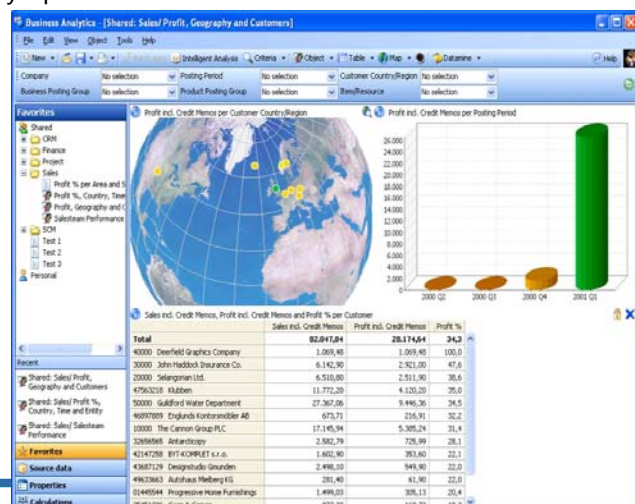 Business Analytics - [Shared: Sales/ Profit, Geography and Customers]
File Edit View Object Tools Help
New Intelligent Analysis Criteria Object Table Map Datamine Help
Company No selection Posting Period No selection Customer Country/Region No selection
Business Posting Group No selection Product Posting Group No selection Item/Resource No selection
Favorites
Shared
CRM
Finance
Project
Sales
Profit % per Area and S
Profit %, Country, Time
Profit, Geography and C
Salesteam Performance
SCM
Test 1
Test 2
Test 3
Personal
Recent
Shared: Sales/ Profit,
Geography and Customers
Shared: Sales/ Profit %,
Country, Time and Entity
Shared: Sales/ Salesteam
Performance
Favorites
Source data
Properties
Calculations
Profit incl. Credit Memos per Customer Country/Region
Profit incl. Credit Memos per Posting Period
26.000
24.000
22.000
20.000
18.000
16.000
14.000
12.000
10.000
8.000
6.000
4.000
2.000
0
2000 Q2 2000 Q3 2000 Q4 2001 Q1
Sales incl. Credit Memos, Profit incl. Credit Memos and Profit % per Customer
Sales incl. Credit Memos Profit incl. Credit Memos Profit %
Total 82.047,84 28.174,64 34,3
40000 Deerfield Graphics Company 1.069,48 1.069,48 100,0
30000 John Haddock Insurance Co. 6.142,90 2.921,00 47,6
20000 Selangorian Ltd. 6.510,80 2.511,90 38,6
47563218 Klubben 11.772,20 4.120,20 35,0
50000 Guildford Water Department 27.367,06 9.446,36 34,5
46897889 Englunds Kontorsmöbler AB 673,71 216,91 32,2
10000 The Cannon Group PLC 17.145,94 5.385,24 31,4
32656565 Antarcticopy 2.582,79 725,99 28,1
42147258 BYT-KOMPLET s.r.o. 1.602,90 353,60 22,1
43687129 Designstudio Gmunden 2.498,10 549,90 22,0
49633663 Autohaus Mielberg KG 281,40 61,90 22,0
01445544 Progressive Home Furnishings 1.499,03 305,13 20,4